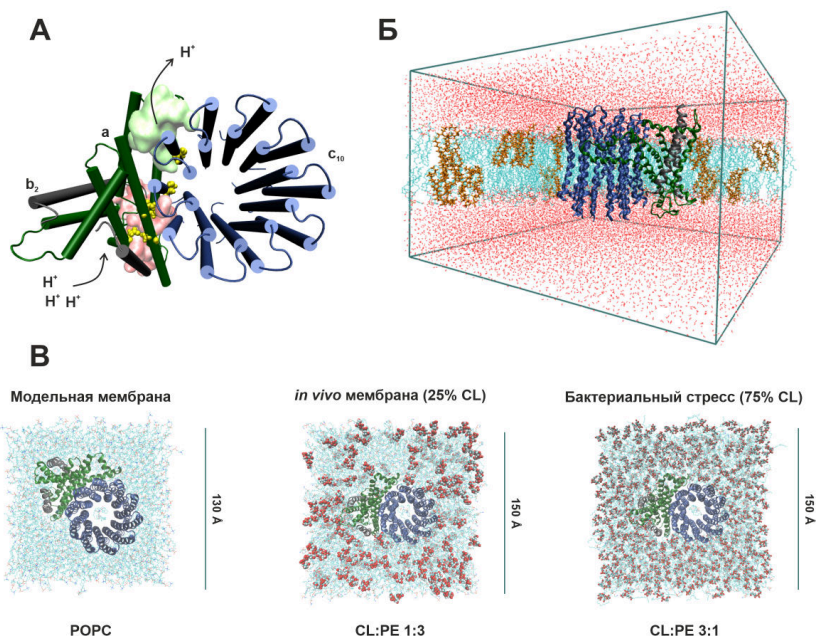 А
H⁺
a
c₁₀
b₂
H⁺
H⁺ H⁺
Б
В
Модельная мембрана
130 Å
POPC
in vivo мембрана (25% CL)
150 Å
CL:PE 1:3
Бактериальный стресс (75% CL)
150 Å
CL:PE 3:1